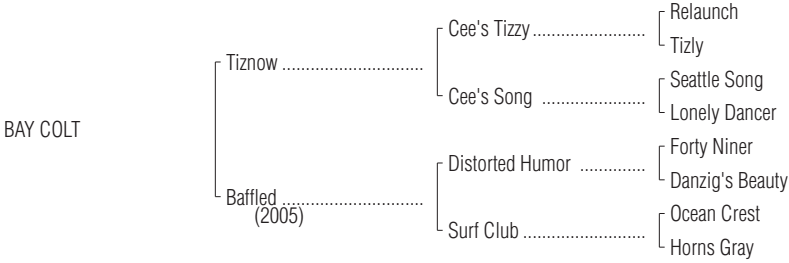 Relaunch
Cee's Tizzy ........................
Tizly
Tiznow ..............................
Seattle Song
Cee's Song ......................
Lonely Dancer
BAY COLT
Forty Niner
Distorted Humor ..............
Danzig's Beauty
Baffled ..............................
(2005)
Ocean Crest
Surf Club ..........................
Horns Gray